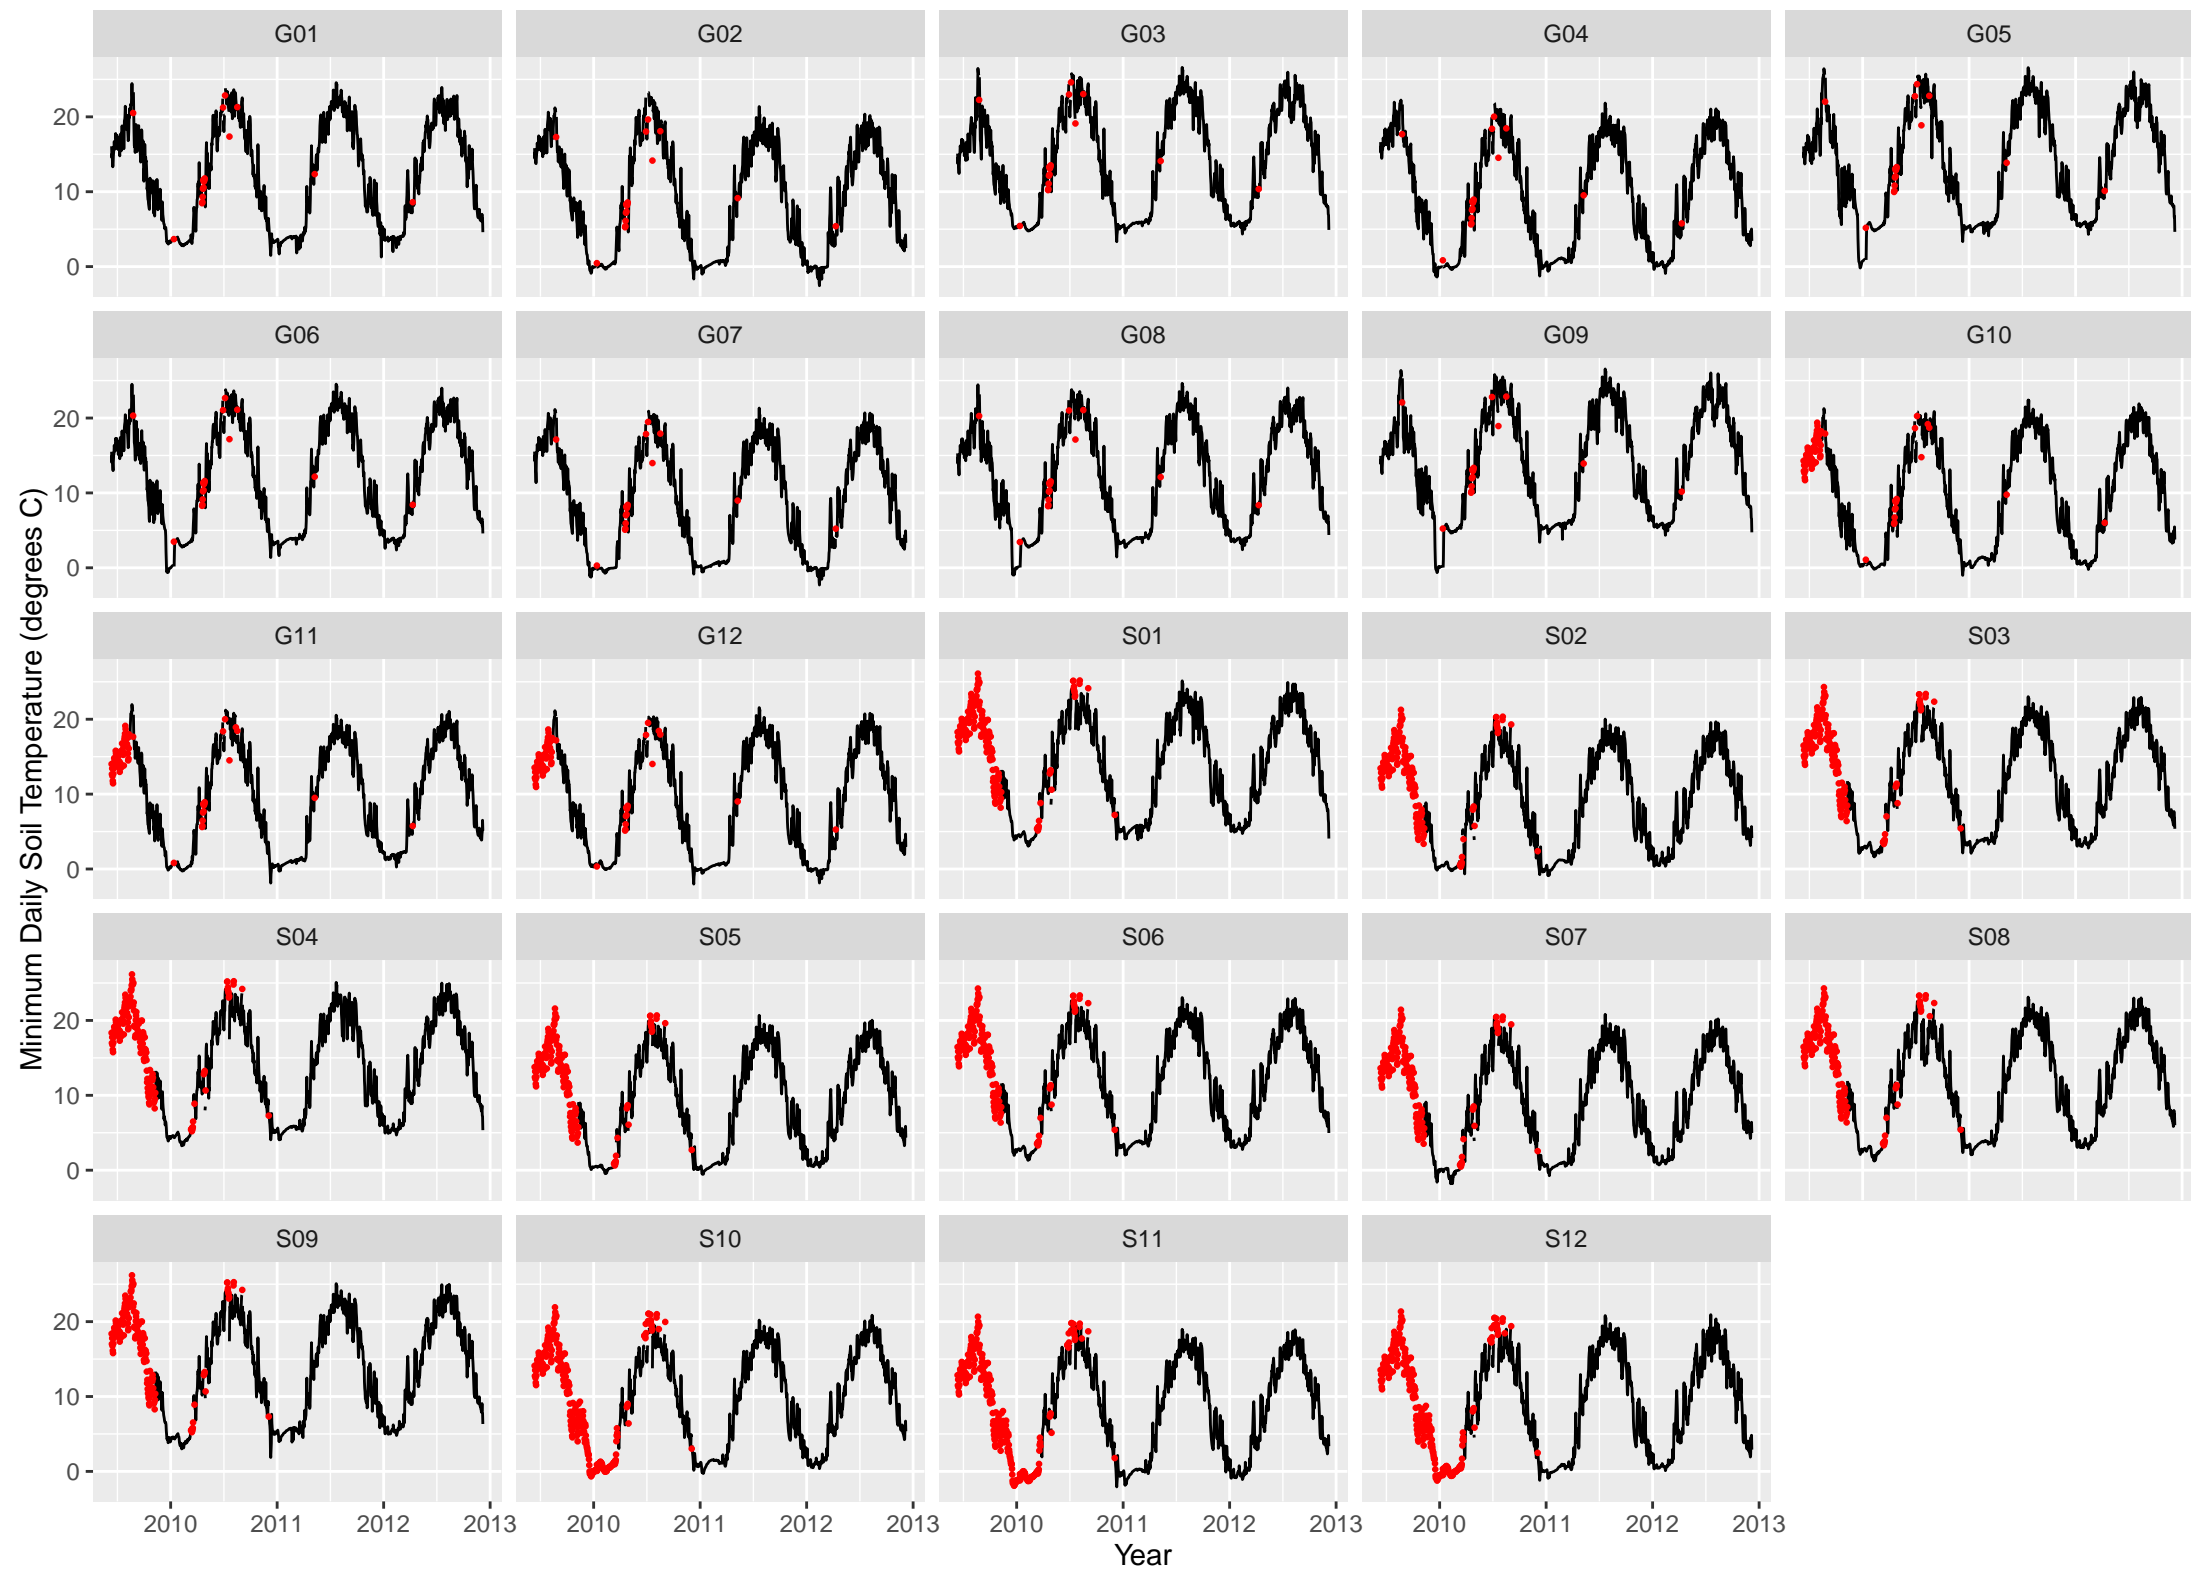 Minimum Daily Soil Temperature (degrees C)
G01 G02 G03 G04 G05
20
10
0
G06 G07 G08 G09 G10
20
10
0
G11 G12 S01 S02 S03
20
10
0
S04 S05 S06 S07 S08
20
10
0
S09 S10 S11 S12
20
10
0
2010 2011 2012 2013 2010 2011 2012 2013 2010 2011 2012 2013 2010 2011 2012 2013
Year